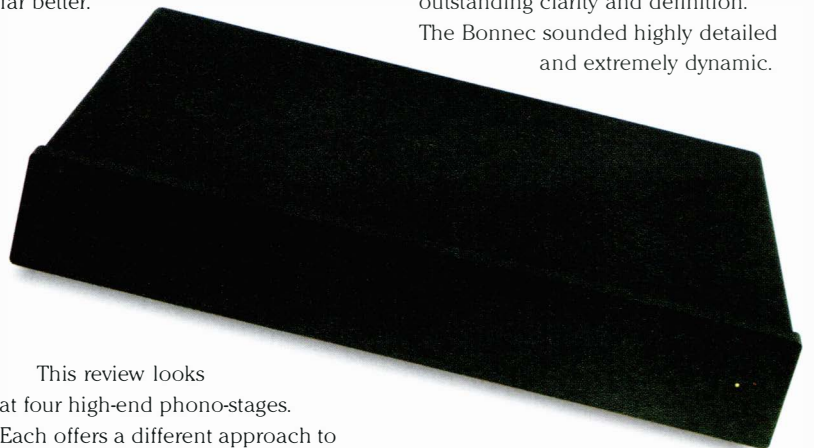 far better.
This review looks
at four high-end phono-stages.
Each offers a different approach to
outstanding clarity and definition.
The Bonnec sounded highly detailed
and extremely dynamic.